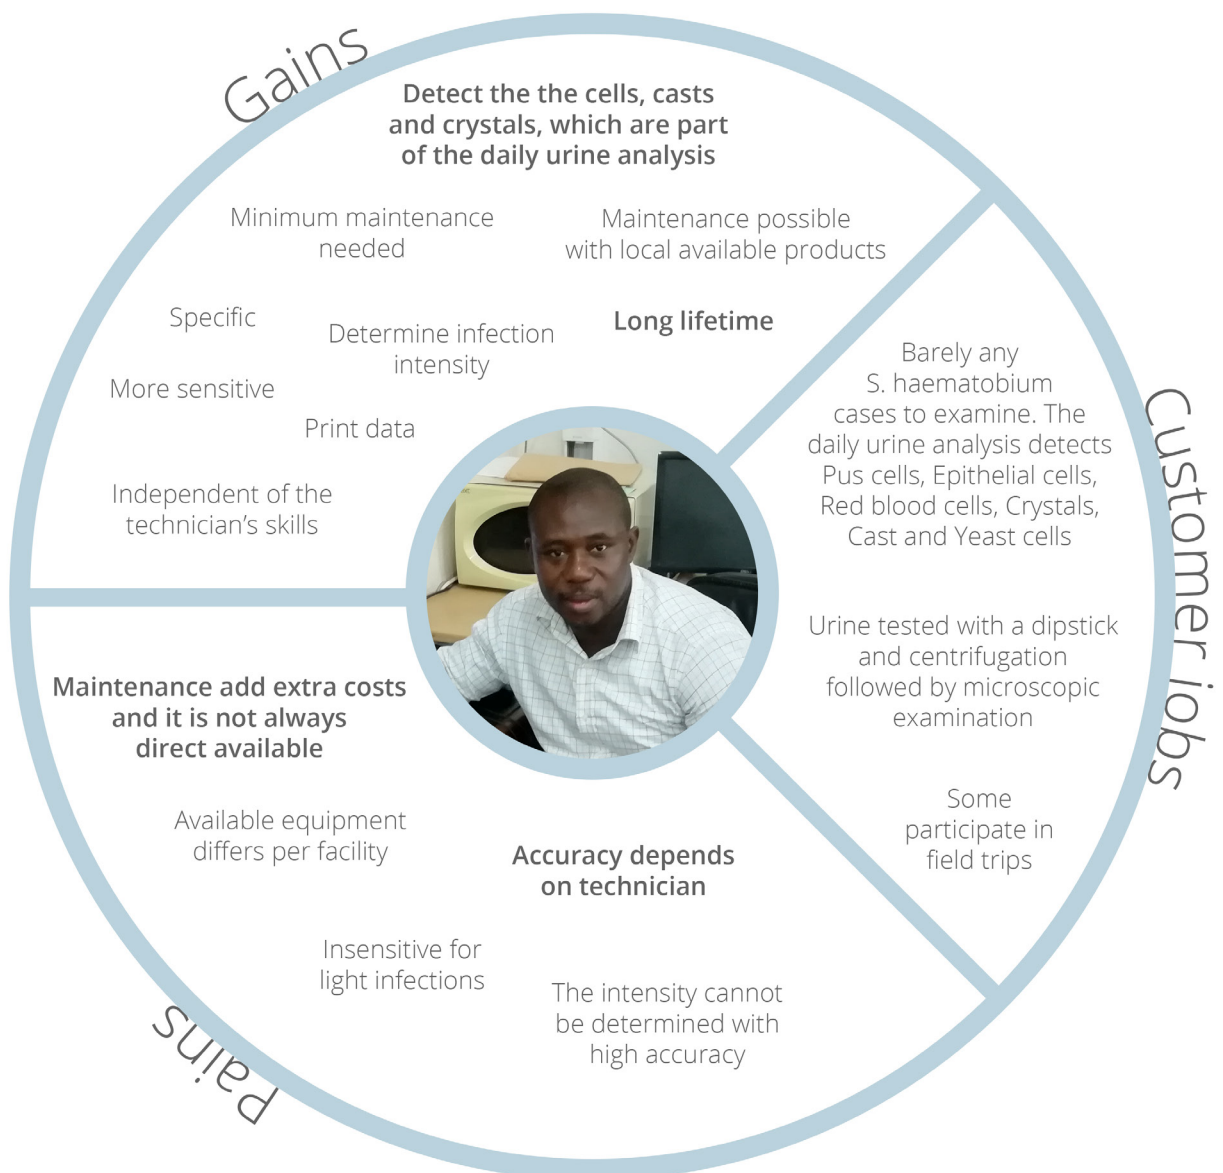 Gains
Detect the the cells, casts
and crystals, which are part
of the daily urine analysis
Minimum maintenance
needed
Maintenance possible
with local available products
Specific
Determine infection
intensity
Long lifetime
More sensitive
Print data
Independent of the
technician’s skills
Customer jobs
Barely any
S. haematobium
cases to examine. The
daily urine analysis detects
Pus cells, Epithelial cells,
Red blood cells, Crystals,
Cast and Yeast cells
Urine tested with a dipstick
and centrifugation
followed by microscopic
examination
Some
participate in
field trips
Pains
Maintenance add extra costs
and it is not always
direct available
Available equipment
differs per facility
Accuracy depends
on technician
Insensitive for
light infections
The intensity cannot
be determined with
high accuracy